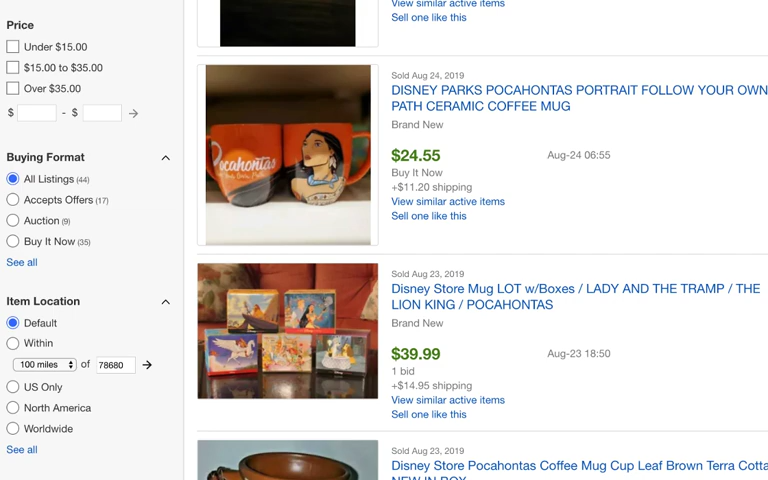 Price
Under $15.00
$15.00 to $35.00
Over $35.00
$ - $
Buying Format
All Listings (44)
Accepts Offers (17)
Auction (9)
Buy It Now (35)
See all
Item Location
Default
Within
100 miles of 78680
US Only
North America
Worldwide
See all
View similar active items
Sell one like this
Sold Aug 24, 2019
DISNEY PARKS POCAHONTAS PORTRAIT FOLLOW YOUR OWN
PATH CERAMIC COFFEE MUG
Brand New
$24.55
Aug-24 06:55
Buy It Now
+$11.20 shipping
View similar active items
Sell one like this
Pocahontas
Sold Aug 23, 2019
Disney Store Mug LOT w/Boxes / LADY AND THE TRAMP / THE
LION KING / POCAHONTAS
Brand New
$39.99
Aug-23 18:50
1 bid
+$14.95 shipping
View similar active items
Sell one like this
Sold Aug 23, 2019
Disney Store Pocahontas Coffee Mug Cup Leaf Brown Terra Cotta
NEW IN BOX